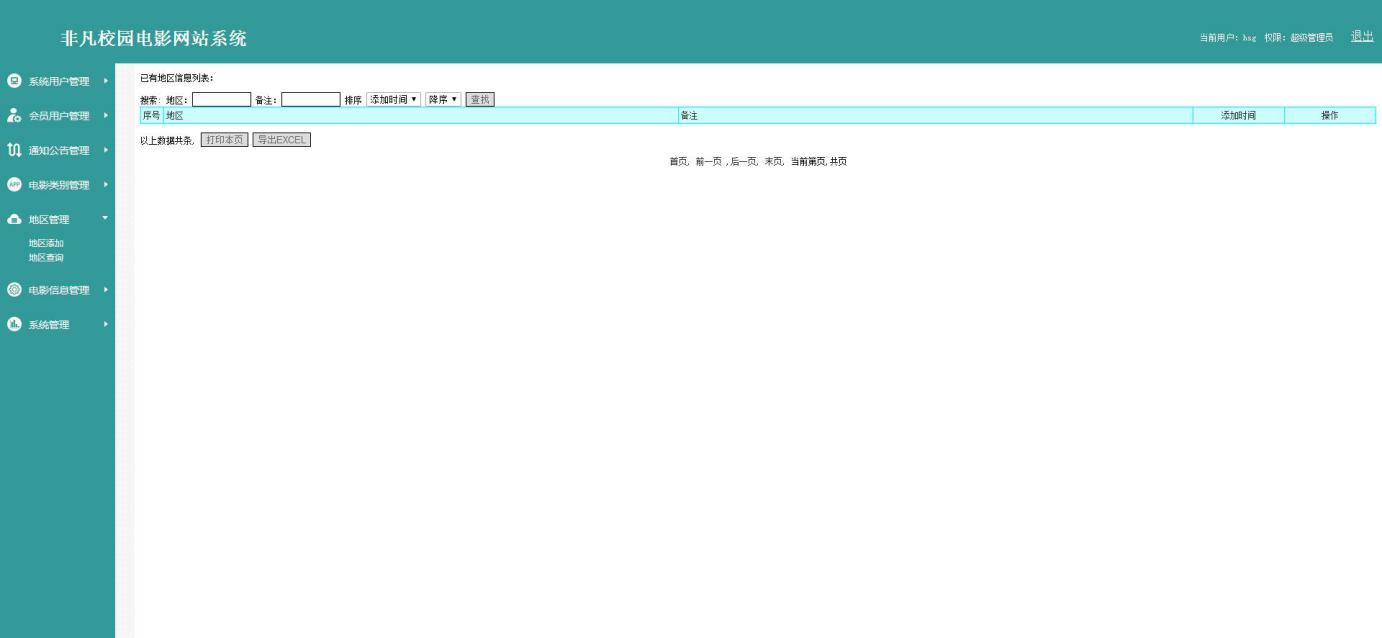 非凡校园电影网站系统
当前用户: hsg 权限: 超级管理员 退出
系统用户管理
会员用户管理
通知公告管理
APP 电影类别管理
地区管理
地区添加
地区查询
电影信息管理
系统管理
已有地区信息列表:
搜索: 地区: 备注: 排序 添加时间 降序 查找
序号 地区 备注 添加时间 操作
以上数据共条, 打印本页 导出EXCEL
首页, 前一页 ,后一页, 末页, 当前第页,共页